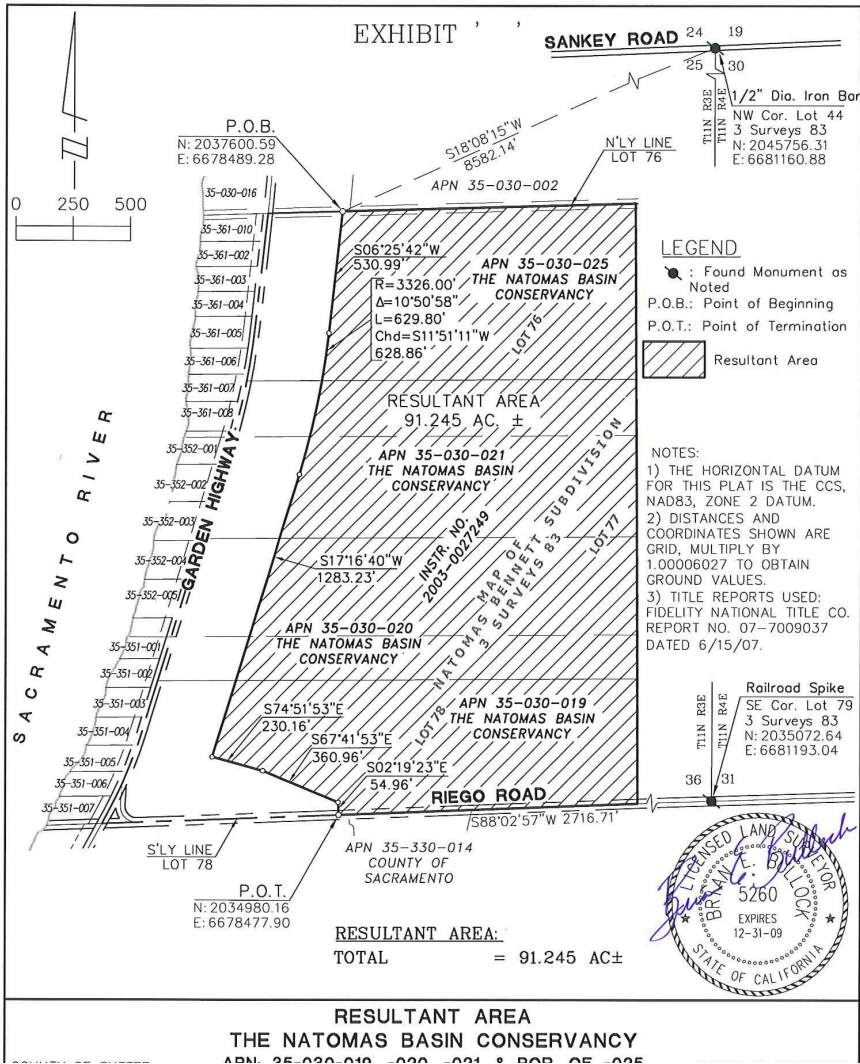 EXHIBIT ' '
SANKEY ROAD
24 19
25 30
T11N R3E
T11N R4E
1/2" Dia. Iron Bar
NW Cor. Lot 44
3 Surveys 83
N: 2045756.31
E: 6681160.88
P.O.B.
N: 2037600.59
E: 6678489.28
S18°08'15"W
8582.14'
N'LY LINE
LOT 76
APN 35-030-002
0 250 500
35-030-016
35-361-010
35-361-002
35-361-003
35-361-004
35-361-005
35-361-006
35-361-007
35-361-008
35-352-001
35-352-002
35-352-003
35-352-004
35-352-005
35-351-001
35-351-002
35-351-003
35-351-004
35-351-005
35-351-006
35-351-007
SACRAMENTO RIVER
GARDEN HIGHWAY
S06°25'42"W
530.99'
R=3326.00'
Δ=10°50'58"
L=629.80'
Chd=S11°51'11"W
628.86'
APN 35-030-025
THE NATOMAS BASIN
CONSERVANCY
LOT 76
RESULTANT AREA
91.245 AC. ±
APN 35-030-021
THE NATOMAS BASIN
CONSERVANCY
INSTR. NO.
2003-0027249
MAP OF
NATOMAS BENNETT SUBDIVISION
3 SURVEYS 83
LOT 77
S17°16'40"W
1283.23'
APN 35-030-020
THE NATOMAS BASIN
CONSERVANCY
APN 35-030-019
THE NATOMAS BASIN
CONSERVANCY
LOT 78
S74°51'53"E
230.16'
S67°41'53"E
360.96'
S02°19'23"E
54.96'
RIEGO ROAD
S88°02'57"W 2716.71'
S'LY LINE
LOT 78
APN 35-330-014
COUNTY OF
SACRAMENTO
P.O.T.
N: 2034980.16
E: 6678477.90
LEGEND
: Found Monument as
Noted
P.O.B.: Point of Beginning
P.O.T.: Point of Termination
Resultant Area
NOTES:
1) THE HORIZONTAL DATUM
FOR THIS PLAT IS THE CCS,
NAD83, ZONE 2 DATUM.
2) DISTANCES AND
COORDINATES SHOWN ARE
GRID, MULTIPLY BY
1.00006027 TO OBTAIN
GROUND VALUES.
3) TITLE REPORTS USED:
FIDELITY NATIONAL TITLE CO.
REPORT NO. 07-7009037
DATED 6/15/07.
T11N R3E
T11N R4E
Railroad Spike
SE Cor. Lot 79
3 Surveys 83
N: 2035072.64
E: 6681193.04
36 31
LICENSED LAND SURVEYOR
BRYAN E. BULLOCK
5260
EXPIRES
12-31-09
STATE OF CALIFORNIA
RESULTANT AREA:
TOTAL = 91.245 AC±
RESULTANT AREA
THE NATOMAS BASIN CONSERVANCY
APN: 35-030-019, -020, -021 & POR. OF -025